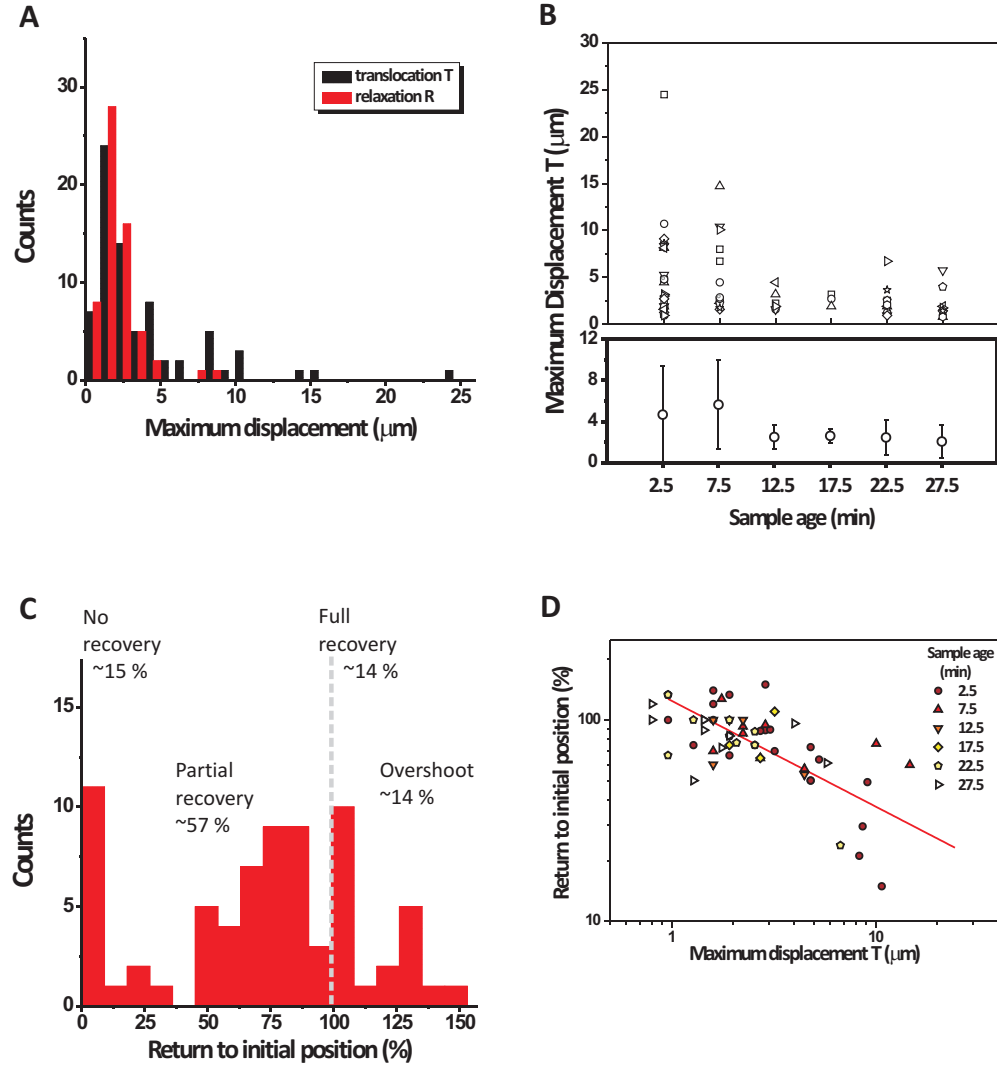 A
30
20
10
0
Counts
translocation T
relaxation R
0 5 10 15 20 25
Maximum displacement (μm)
B
30
25
20
15
10
5
0
12
8
4
0
Maximum Displacement T (μm)
2.5 7.5 12.5 17.5 22.5 27.5
Sample age (min)
C
No
recovery
~15 %
Full
recovery
~14 %
Partial
recovery
~57 %
Overshoot
~14 %
15
10
5
0
Counts
0 25 50 75 100 125 150
Return to initial position (%)
D
100
10
Return to initial position (%)
Sample age
(min)
2.5
7.5
12.5
17.5
22.5
27.5
1 10
Maximum displacement T (μm)